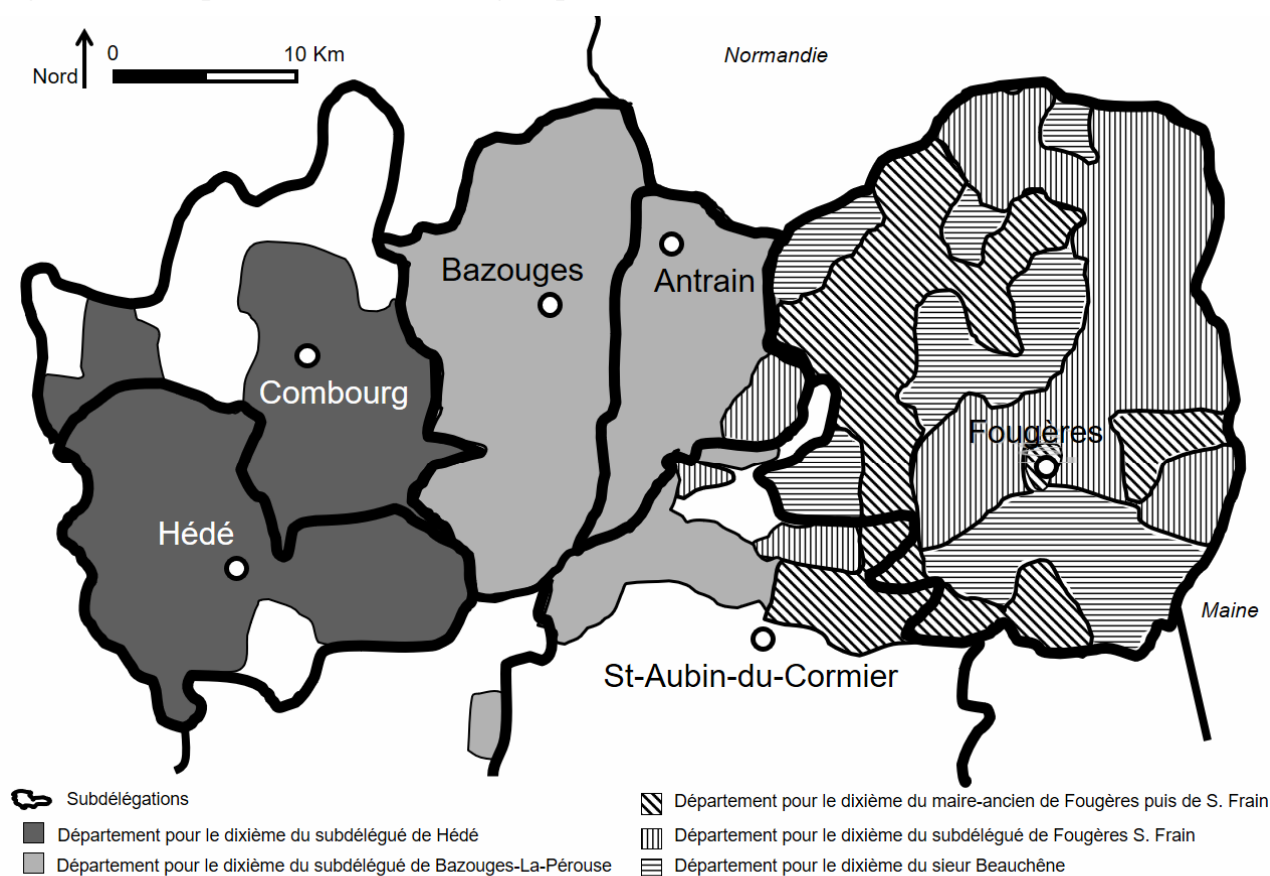 0 10 Km
Nord
Normandie
Bazouges
Antrain
Combourg
Fougères
Hédé
Maine
St-Aubin-du-Cormier
Subdélégations
Département pour le dixième du subdélégué de Hédé
Département pour le dixième du subdélégué de Bazouges-La-Pérouse
Département pour le dixième du maire-ancien de Fougères puis de S. Frain
Département pour le dixième du subdélégué de Fougères S. Frain
Département pour le dixième du sieur Beauchêne